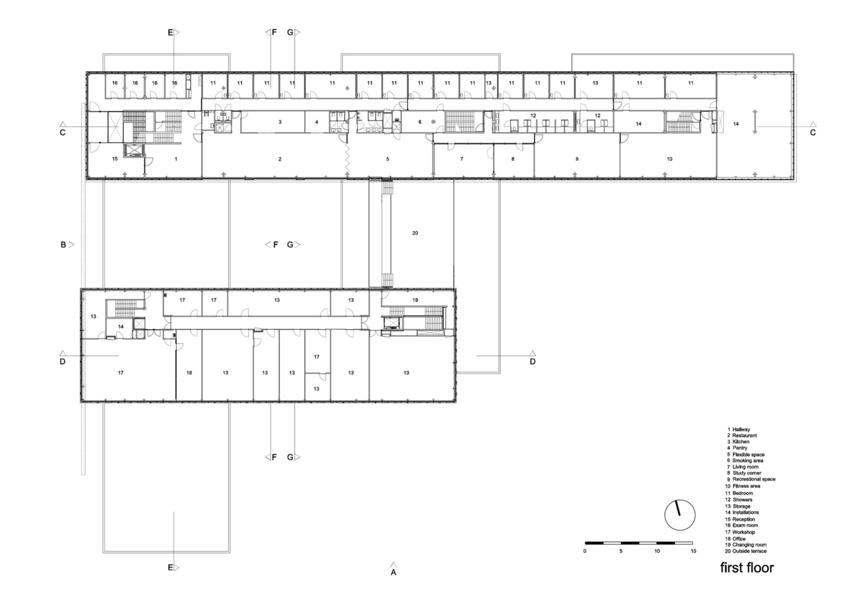 E F G
16 16 16 16 11 11 11 11 11 11 11 11 11 11 13 11 11 11 13 11 11
C 3 4 6 12 12 14 14 C
15 1 2 5 7 8 9 10
B F G 20
17 17 13 13 19
13
14
D D
17
17 18 13 13 13 13 13
13
F G
1 Hallway
2 Restaurant
3 Kitchen
4 Pantry
5 Flexible space
6 Smoking area
7 Living room
8 Study corner
9 Recreational space
10 Fitness area
11 Bedroom
12 Showers
13 Storage
14 Installations
15 Reception
16 Exam room
17 Workshop
18 Office
19 Changing room
20 Outside terrace
0 5 10 15
E A first floor